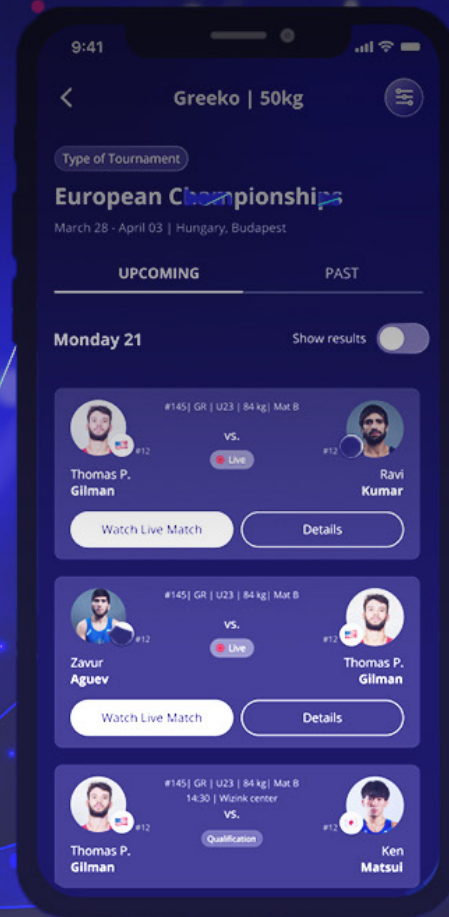 9:41
Greeko | 50kg
Type of Tournament
European Championships
March 28 - April 03 | Hungary, Budapest
UPCOMING PAST
Monday 21 Show results
#145| GR | U23 | 84 kg| Mat B
vs.
#12 Live #12
Thomas P. Ravi
Gilman Kumar
Watch Live Match Details
#145| GR | U23 | 84 kg| Mat B
vs.
#12 Live #12
Zavur Thomas P.
Aguev Gilman
Watch Live Match Details
#145| GR | U23 | 84 kg| Mat B
14:30 | Wizink center
vs.
#12 Qualification #12
Thomas P. Ken
Gilman Matsui